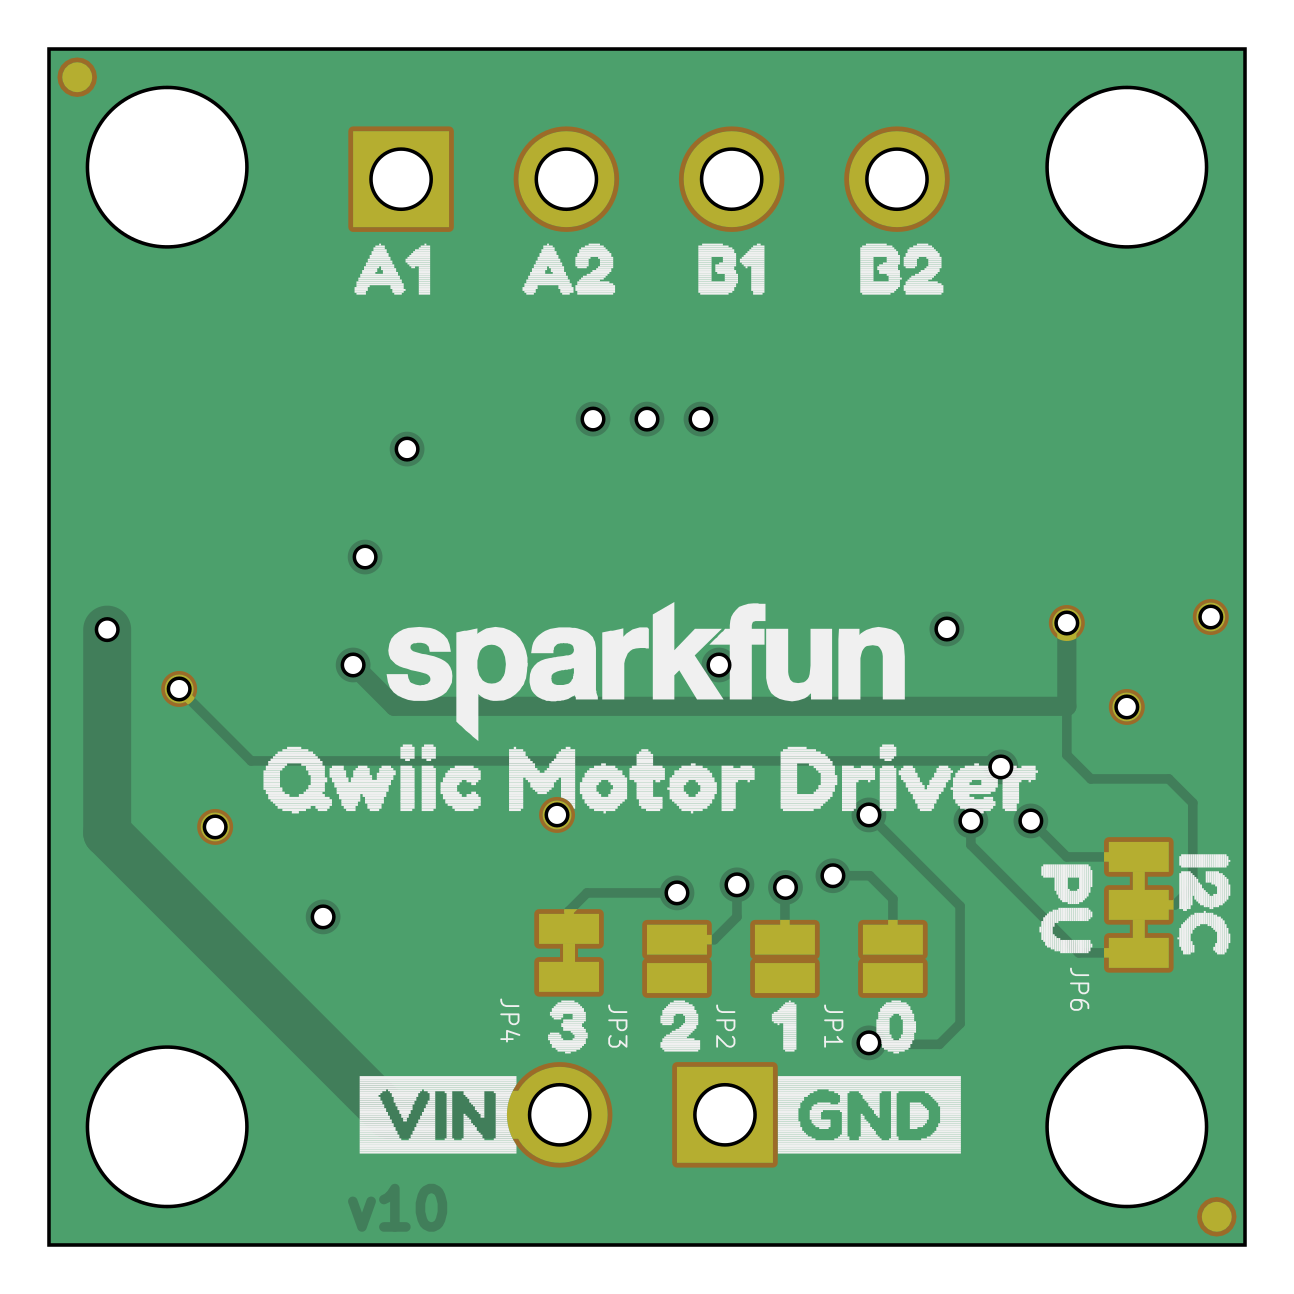 A1 A2 B1 B2
sparkfun
Qwiic Motor Driver
PU I2C
JP6
JP4 3 JP3 2 JP2 1 JP1 0
VIN GND
v10